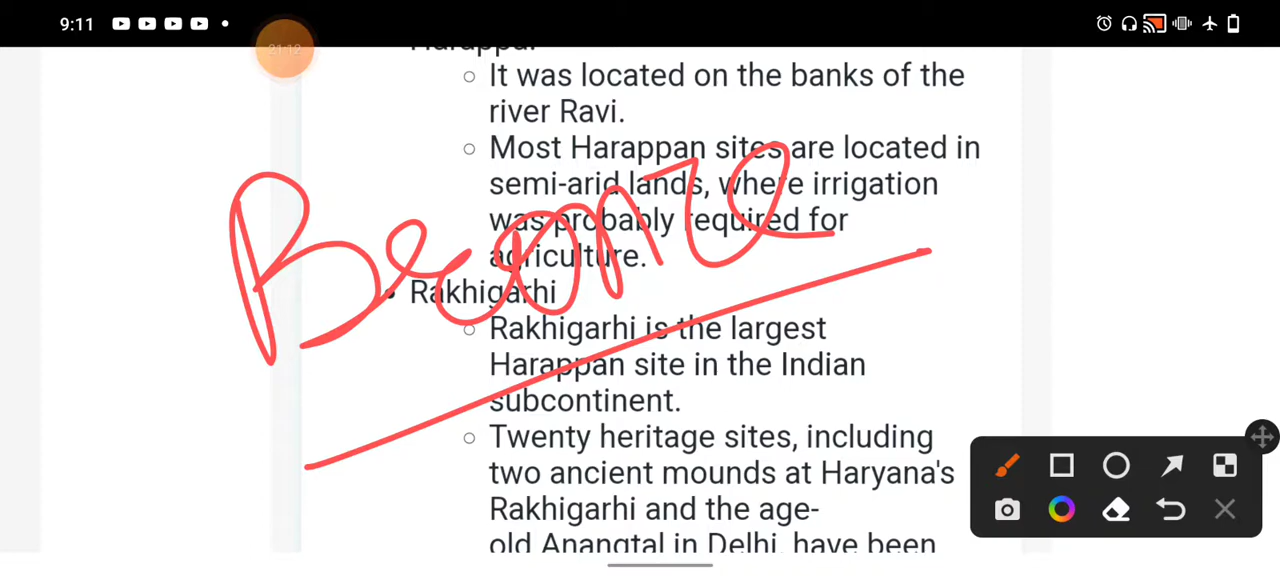 9:11
21:12
Harappa.
It was located on the banks of the
river Ravi.
Most Harappan sites are located in
semi-arid lands, where irrigation
was probably required for
agriculture.
Bronze
Rakhigarhi
Rakhigarhi is the largest
Harappan site in the Indian
subcontinent.
Twenty heritage sites, including
two ancient mounds at Haryana's
Rakhigarhi and the age-
old Anangtal in Delhi, have been